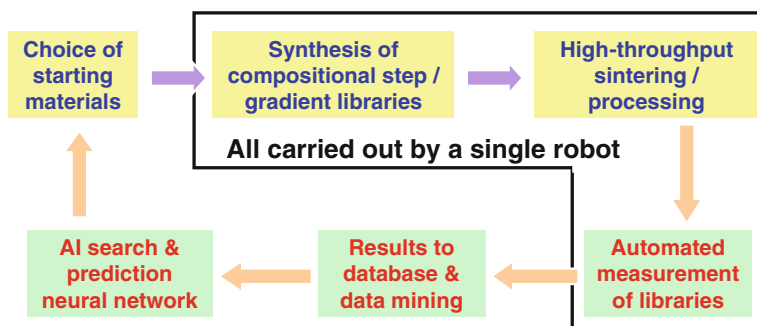 Choice of
starting
materials
Synthesis of
compositional step /
gradient libraries
High-throughput
sintering /
processing
All carried out by a single robot
AI search &
prediction
neural network
Results to
database &
data mining
Automated
measurement
of libraries